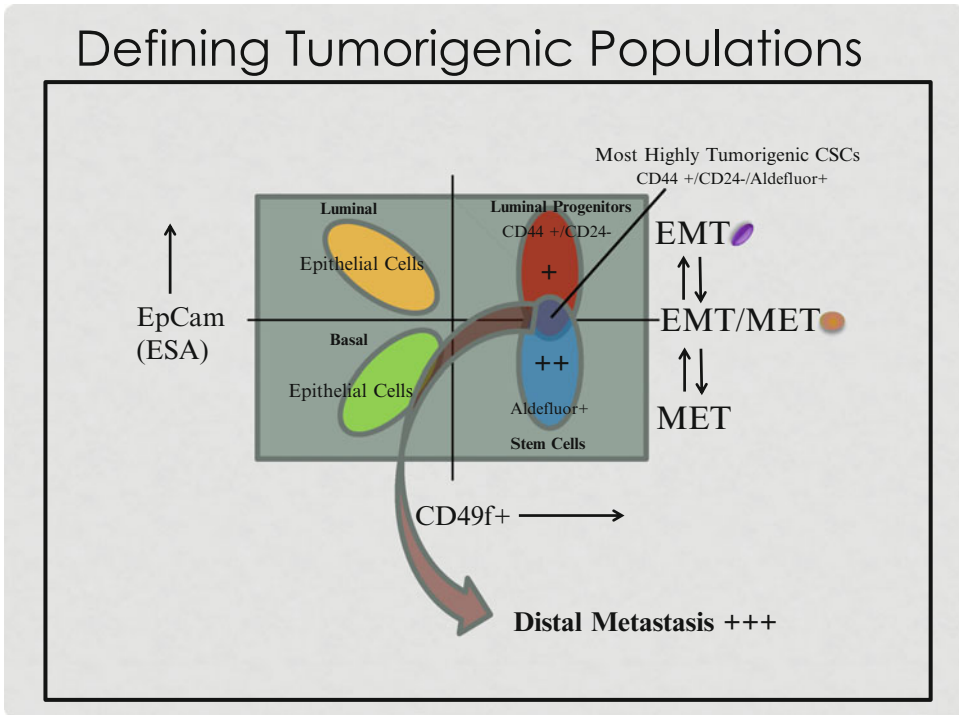 Defining Tumorigenic Populations
Most Highly Tumorigenic CSCs
CD44 +/CD24-/Aldefluor+
Luminal
Epithelial Cells
Luminal Progenitors
CD44 +/CD24-
+
EMT
EpCam
(ESA)
EMT/MET
Basal
Epithelial Cells
++
Aldefluor+
Stem Cells
MET
CD49f+
Distal Metastasis +++